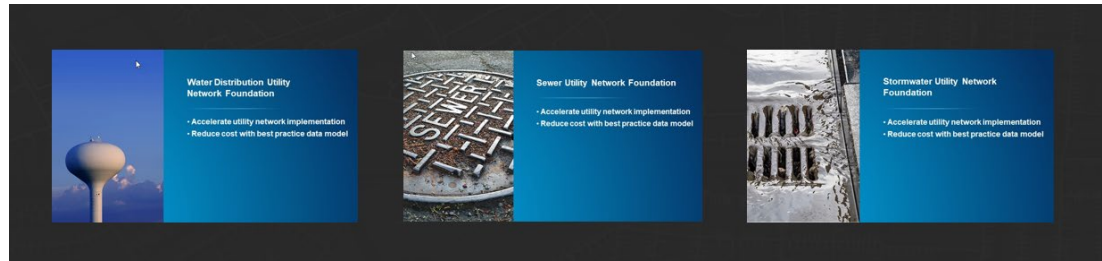 Water Distribution Utility
Network Foundation
• Accelerate utility network implementation
• Reduce cost with best practice data model
SEWER
Sewer Utility Network Foundation
• Accelerate utility network implementation
• Reduce cost with best practice data model
Stormwater Utility Network
Foundation
• Accelerate utility network implementation
• Reduce cost with best practice data model